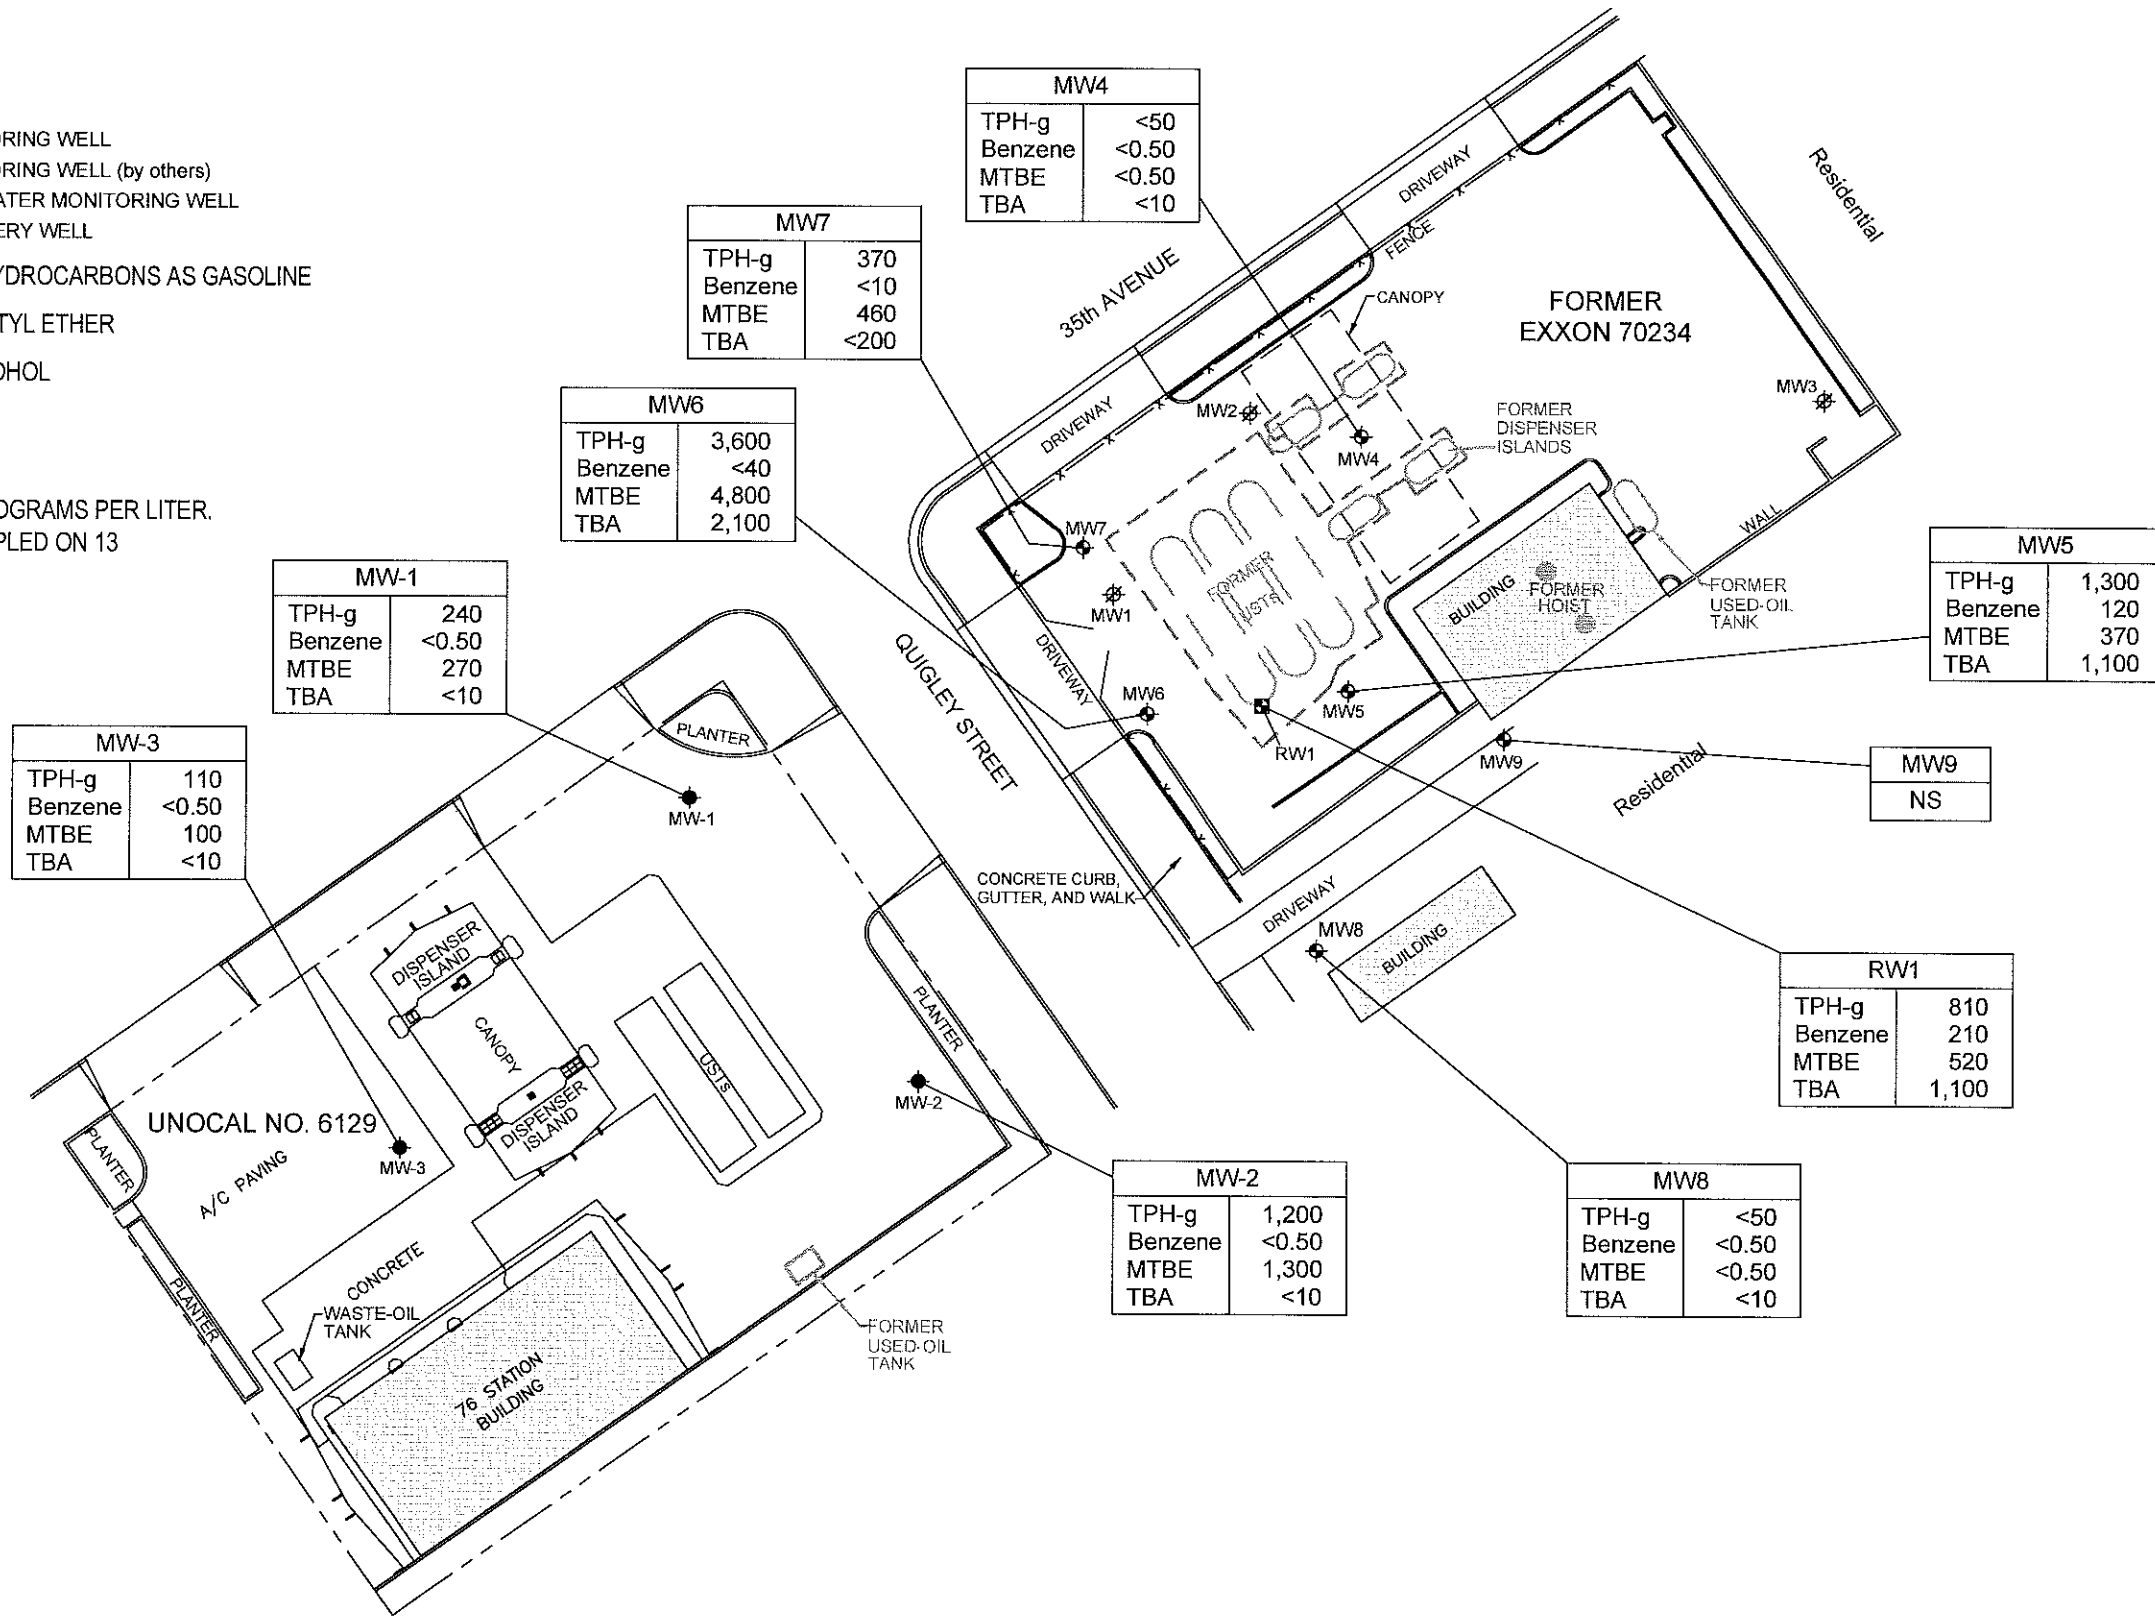 RING WELL
RING WELL (by others)
ATER MONITORING WELL
ERY WELL
YDROCARBONS AS GASOLINE
TYL ETHER
OHOL
OGRAMS PER LITER.
PLED ON 13
MW4
TPH-g <50
Benzene <0.50
MTBE <0.50
TBA <10
MW7
TPH-g 370
Benzene <10
MTBE 460
TBA <200
MW6
TPH-g 3,600
Benzene <40
MTBE 4,800
TBA 2,100
MW-1
TPH-g 240
Benzene <0.50
MTBE 270
TBA <10
MW-3
TPH-g 110
Benzene <0.50
MTBE 100
TBA <10
35th AVENUE
DRIVEWAY
FENCE
CANOPY
FORMER
EXXON 70234
Residential
MW3
MW2
MW4
FORMER
DISPENSER
ISLANDS
DRIVEWAY
MW7
MW1
FORMER
USTs
BUILDING
FORMER
HOIST
FORMER
USED-OIL
TANK
WALL
MW5
TPH-g 1,300
Benzene 120
MTBE 370
TBA 1,100
QUIGLEY STREET
DRIVEWAY
MW6
MW5
RW1
MW9
Residential
MW9
NS
CONCRETE CURB,
GUTTER, AND WALK
DRIVEWAY
MW8
BUILDING
RW1
TPH-g 810
Benzene 210
MTBE 520
TBA 1,100
MW8
TPH-g <50
Benzene <0.50
MTBE <0.50
TBA <10
PLANTER
MW-1
DISPENSER
ISLAND
CANOPY
DISPENSER
ISLAND
USTs
PLANTER
MW-2
MW-2
TPH-g 1,200
Benzene <0.50
MTBE 1,300
TBA <10
UNOCAL NO. 6129
MW-3
PLANTER
A/C PAVING
PLANTER
CONCRETE
WASTE-OIL
TANK
76 STATION
BUILDING
FORMER
USED-OIL
TANK